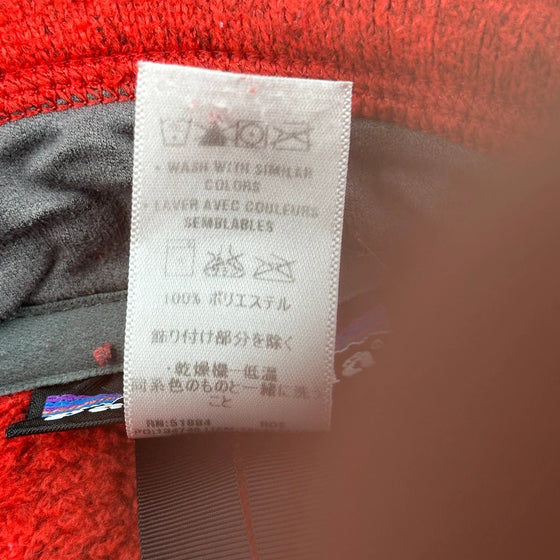 • WASH WITH SIMILAR
COLORS
• LAVER AVEC COULEURS
SEMBLABLES
100% ポリエステル
飾り付け部分を除く
・乾燥機ー低温
同系色のものと一緒に洗う
こと
RN:51884